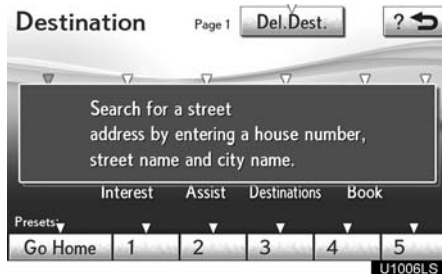 Destination Page 1 Del.Dest. ?
Search for a street
address by entering a house number,
street name and city name.
Interest Assist Destinations Book
Presets:
Go Home 1 2 3 4 5
U1006LS